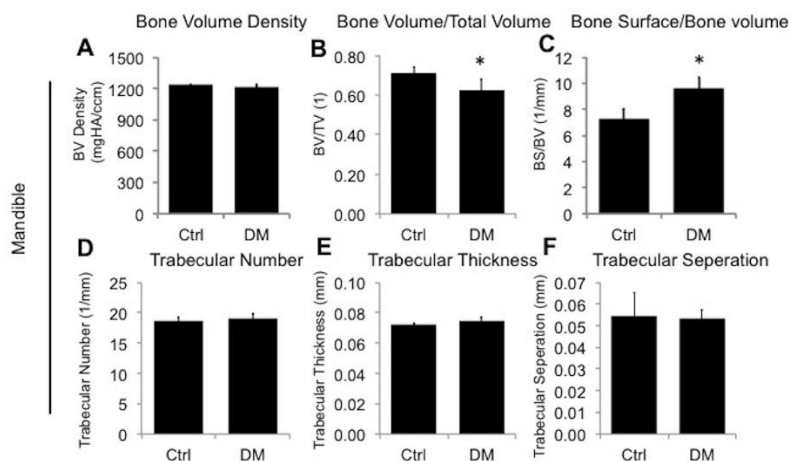 Mandible
A
Bone Volume Density
BV Density
(mgHA/ccm)
1500
1200
900
600
300
0
Ctrl DM
B
Bone Volume/Total Volume
BV/TV (1)
0.80
0.60
0.40
0.20
0.00
*
Ctrl DM
C
Bone Surface/Bone volume
BS/BV (1/mm)
12
10
8
6
4
2
0
*
Ctrl DM
D
Trabecular Number
Trabecular Number (1/mm)
25
20
15
10
5
0
Ctrl DM
E
Trabecular Thickness
Trabecular Thickness (mm)
0.10
0.08
0.06
0.04
0.02
0.00
Ctrl DM
F
Trabecular Seperation
Trabecular Seperation (mm)
0.07
0.06
0.05
0.04
0.03
0.02
0.01
0.00
Ctrl DM